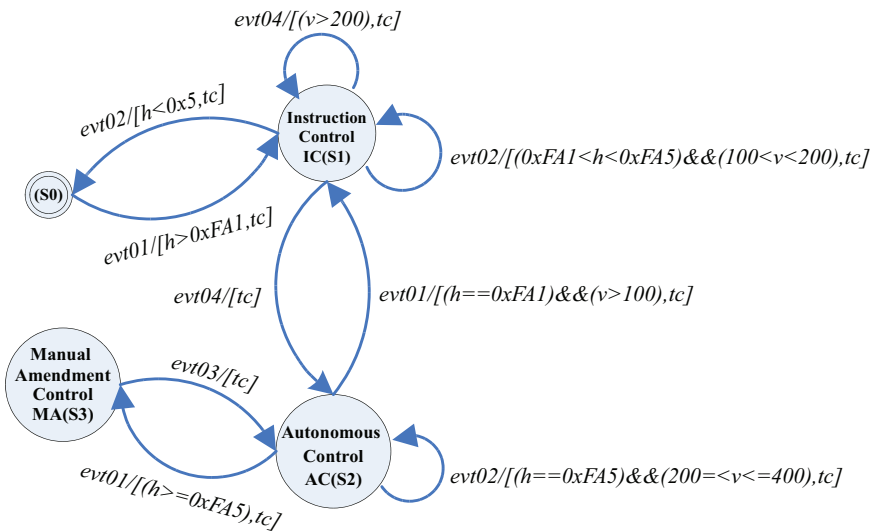 evt04/[(v>200),tc]
evt02/[h<0x5,tc]
Instruction
Control
IC(S1)
evt02/[(0xFA1<h<0xFA5)&&(100<v<200),tc]
(S0)
evt01/[h>0xFA1,tc]
evt04/[tc]
evt01/[(h==0xFA1)&&(v>100),tc]
Manual
Amendment
Control
MA(S3)
evt03/[tc]
Autonomous
Control
AC(S2)
evt01/[(h>=0xFA5),tc]
evt02/[(h==0xFA5)&&(200=<v<=400),tc]